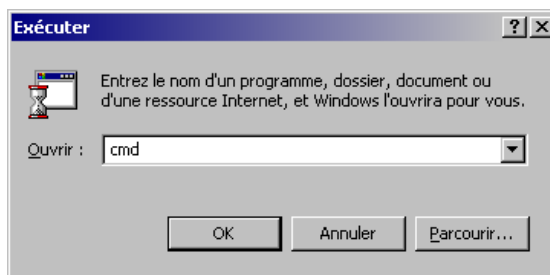 Exécuter
Entrez le nom d'un programme, dossier, document ou
d'une ressource Internet, et Windows l'ouvrira pour vous.
Ouvrir : cmd
OK Annuler Parcourir...